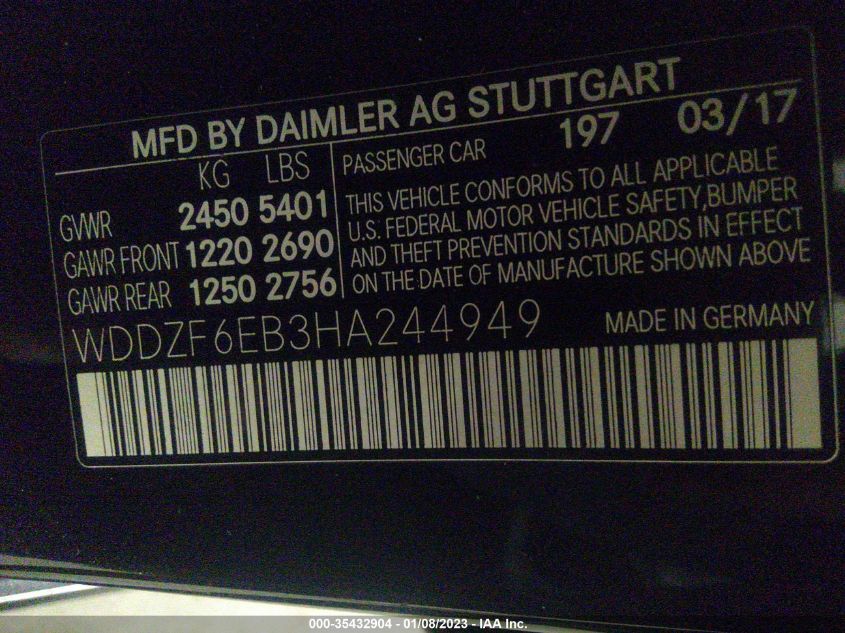 MFD BY DAIMLER AG STUTTGART
KG LBS
GVWR 2450 5401
GAWR FRONT 1220 2690
GAWR REAR 1250 2756
PASSENGER CAR 197 03/17
THIS VEHICLE CONFORMS TO ALL APPLICABLE
U.S. FEDERAL MOTOR VEHICLE SAFETY,BUMPER
AND THEFT PREVENTION STANDARDS IN EFFECT
ON THE DATE OF MANUFACTURE SHOWN ABOVE
WDDZF6EB3HA244949
MADE IN GERMANY
000-35432904 - 01/08/2023 - IAA Inc.